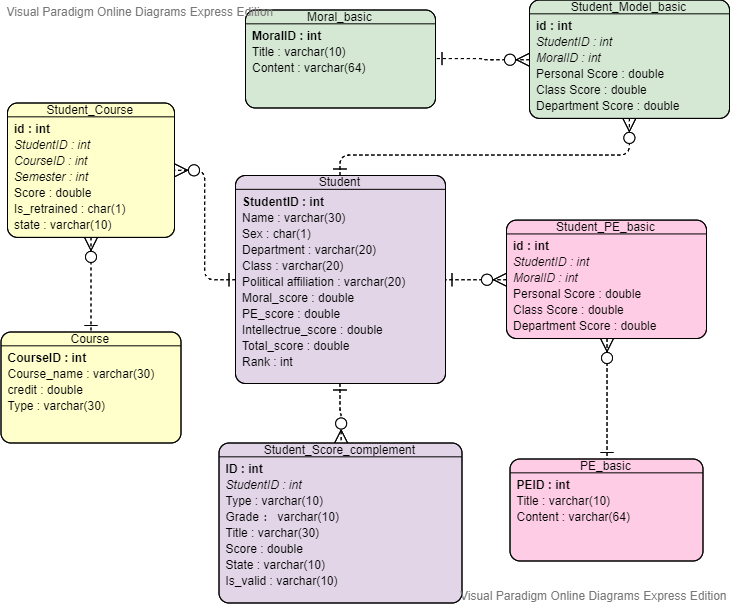 Visual Paradigm Online Diagrams Express Edition
Moral_basic
MoralID : int
Title : varchar(10)
Content : varchar(64)
Student_Model_basic
id : int
StudentID : int
MoralID : int
Personal Score : double
Class Score : double
Department Score : double
Student_Course
id : int
StudentID : int
CourseID : int
Semester : int
Score : double
Is_retrained : char(1)
state : varchar(10)
Student
StudentID : int
Name : varchar(30)
Sex : char(1)
Department : varchar(20)
Class : varchar(20)
Political affiliation : varchar(20)
Moral_score : double
PE_score : double
Intellectrue_score : double
Total_score : double
Rank : int
Student_PE_basic
id : int
StudentID : int
MoralID : int
Personal Score : double
Class Score : double
Department Score : double
Course
CourseID : int
Course_name : varchar(30)
credit : double
Type : varchar(30)
Student_Score_complement
ID : int
StudentID : int
Type : varchar(10)
Grade： varchar(10)
Title : varchar(30)
Score : double
State : varchar(10)
Is_valid : varchar(10)
PE_basic
PEID : int
Title : varchar(10)
Content : varchar(64)
Visual Paradigm Online Diagrams Express Edition